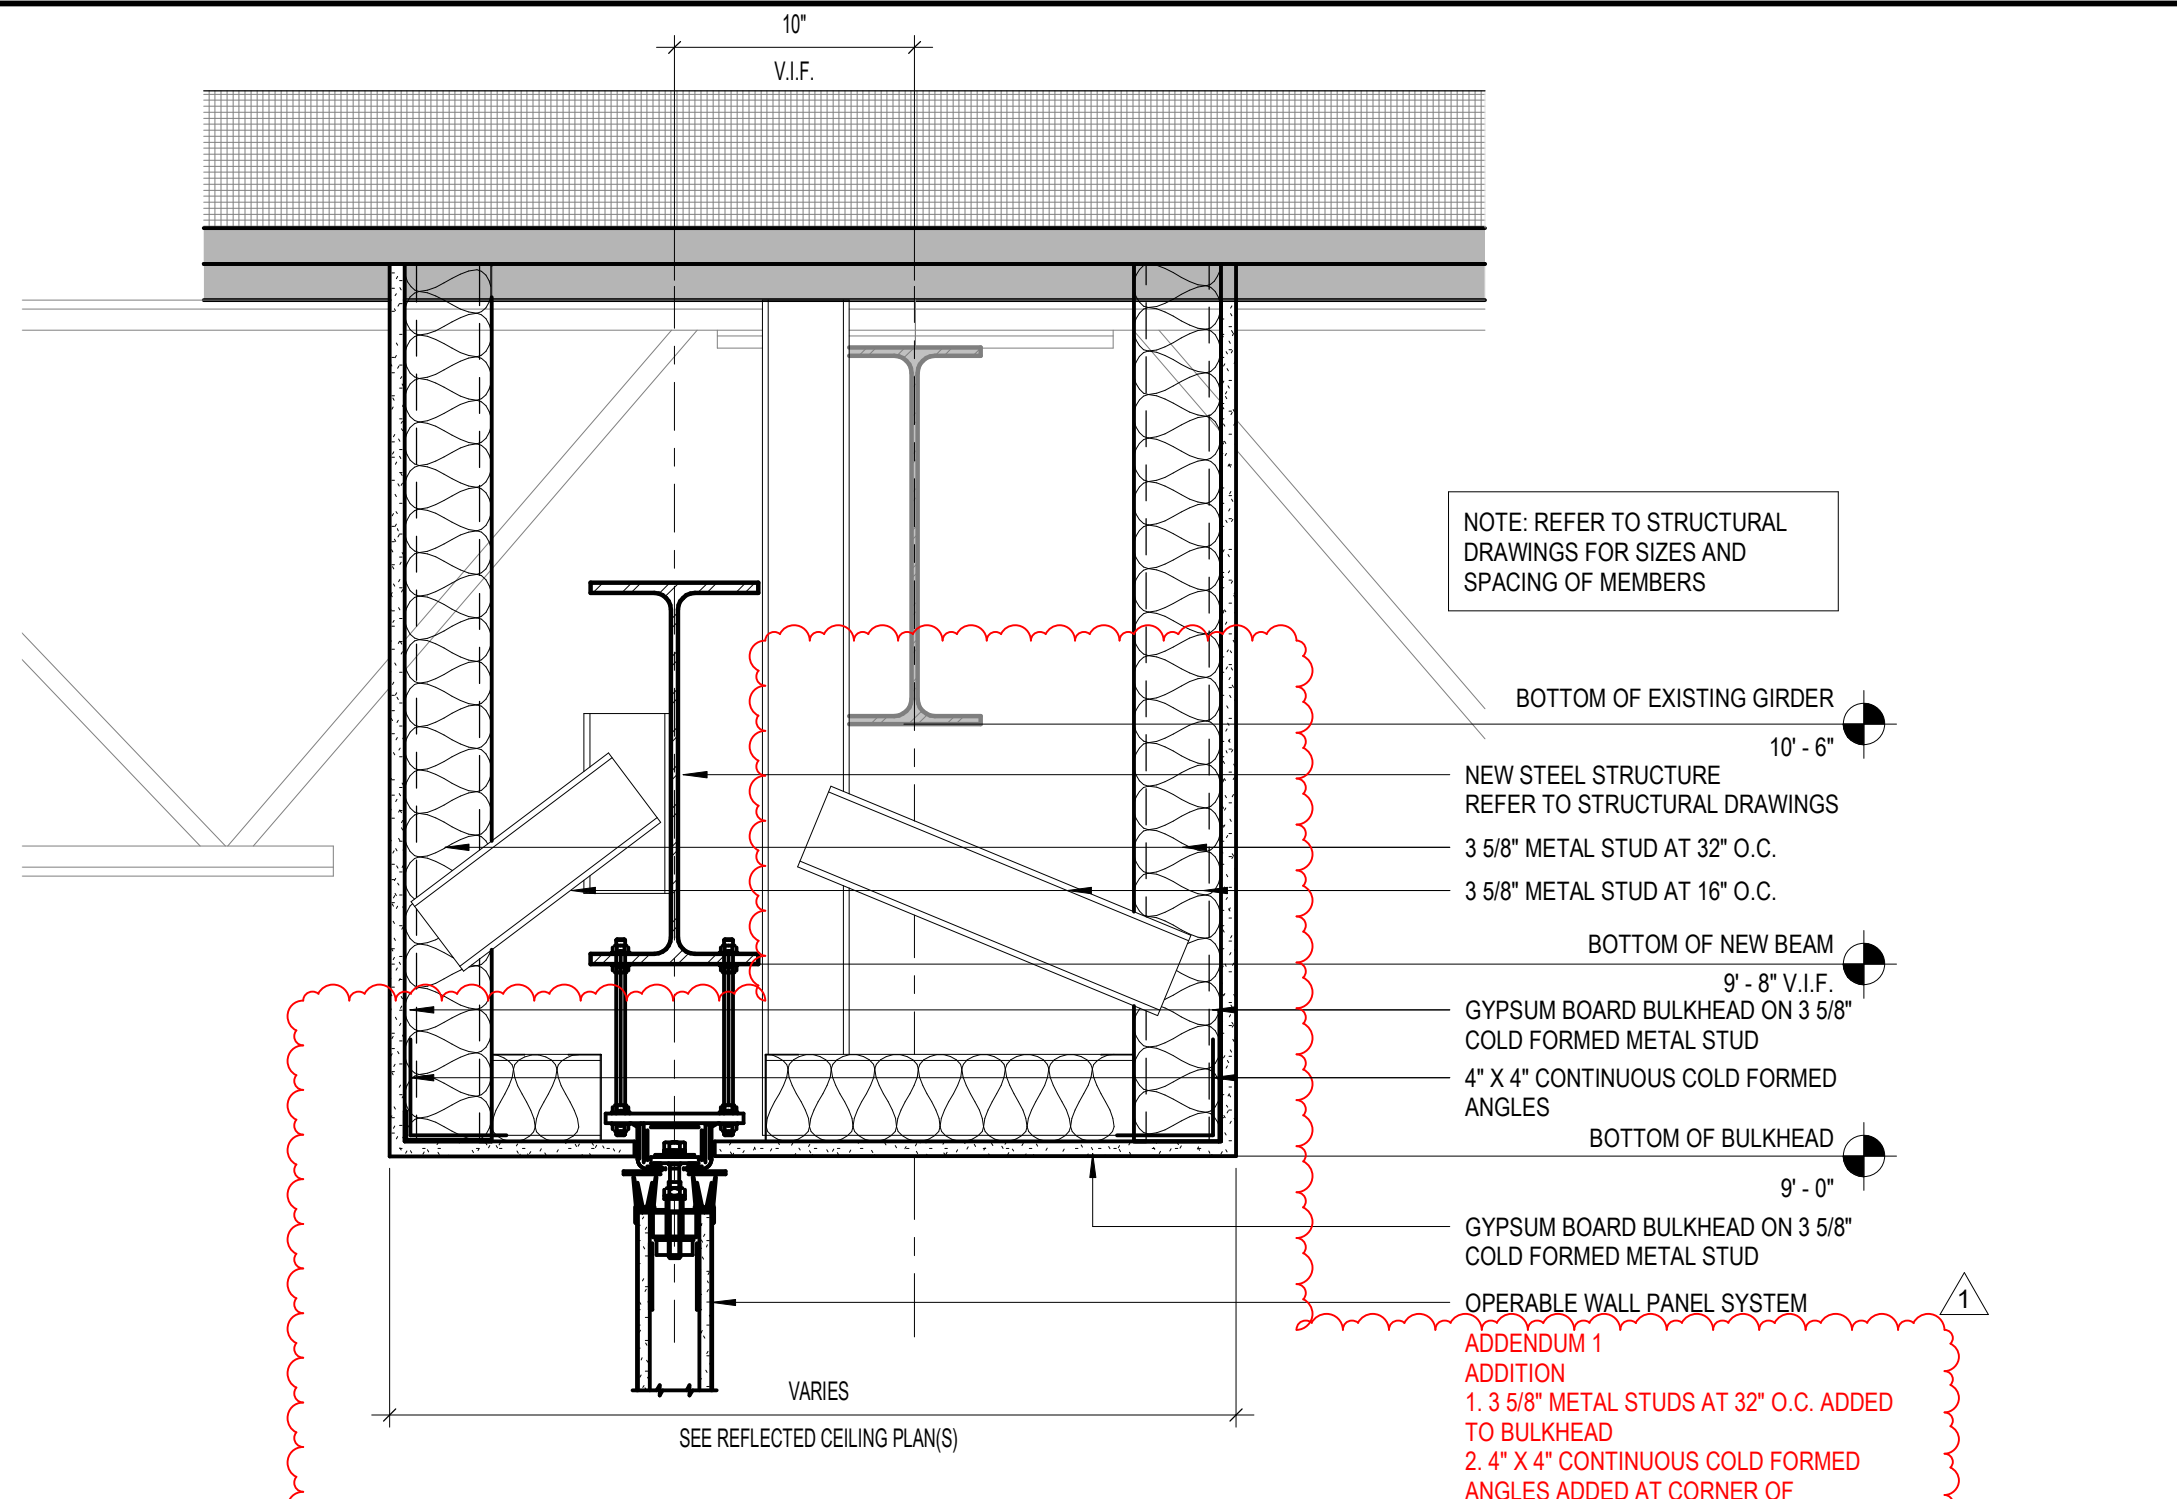 10"
V.I.F.
NOTE: REFER TO STRUCTURAL
DRAWINGS FOR SIZES AND
SPACING OF MEMBERS
BOTTOM OF EXISTING GIRDER
10' - 6"
NEW STEEL STRUCTURE
REFER TO STRUCTURAL DRAWINGS
3 5/8" METAL STUD AT 32" O.C.
3 5/8" METAL STUD AT 16" O.C.
BOTTOM OF NEW BEAM
9' - 8" V.I.F.
GYPSUM BOARD BULKHEAD ON 3 5/8"
COLD FORMED METAL STUD
4" X 4" CONTINUOUS COLD FORMED
ANGLES
BOTTOM OF BULKHEAD
9' - 0"
GYPSUM BOARD BULKHEAD ON 3 5/8"
COLD FORMED METAL STUD
OPERABLE WALL PANEL SYSTEM
1
ADDENDUM 1
ADDITION
1. 3 5/8" METAL STUDS AT 32" O.C. ADDED
TO BULKHEAD
2. 4" X 4" CONTINUOUS COLD FORMED
ANGLES ADDED AT CORNER OF
VARIES
SEE REFLECTED CEILING PLAN(S)